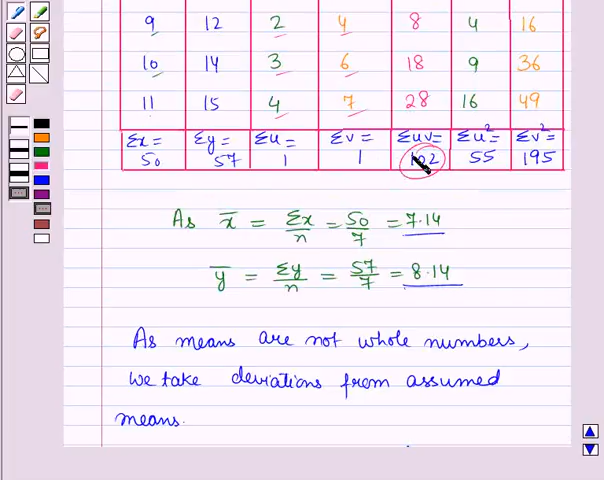 9 12 2 4 8 4 16
10 14 3 6 18 9 36
11 15 4 7 28 16 49
Σx= Σy= Σu= Σv= Σuv= Σu²= Σv²=
50 57 1 1 102 55 195
As x̄ = Σx/n = 50/7 = 7.14
ȳ = Σy/n = 57/7 = 8.14
As means are not whole numbers,
we take deviations from assumed
means.